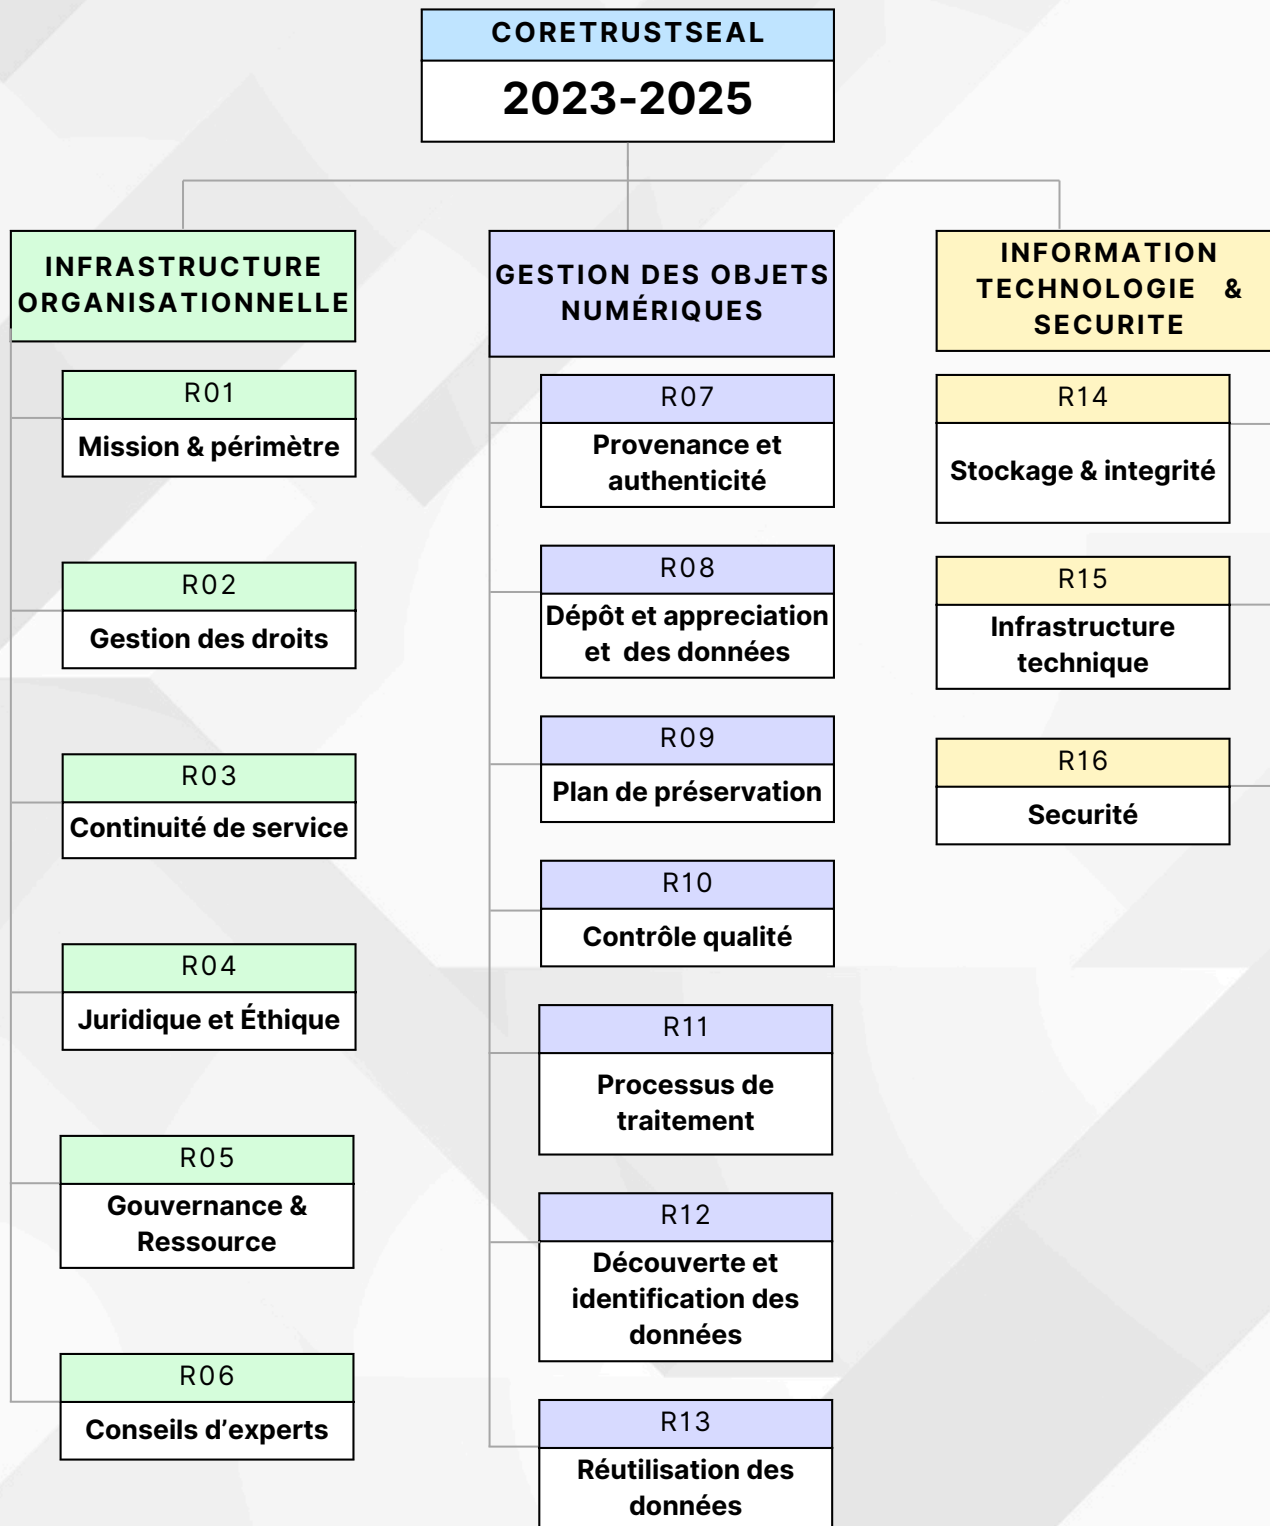 CORETRUSTSEAL
2023-2025
INFRASTRUCTURE
ORGANISATIONNELLE
R01
Mission & périmètre
R02
Gestion des droits
R03
Continuité de service
R04
Juridique et Éthique
R05
Gouvernance &
Ressource
R06
Conseils d’experts
GESTION DES OBJETS
NUMÉRIQUES
R07
Provenance et
authenticité
R08
Dépôt et appreciation
et des données
R09
Plan de préservation
R10
Contrôle qualité
R11
Processus de
traitement
R12
Découverte et
identification des
données
R13
Réutilisation des
données
INFORMATION
TECHNOLOGIE &
SECURITE
R14
Stockage & integrité
R15
Infrastructure
technique
R16
Securité